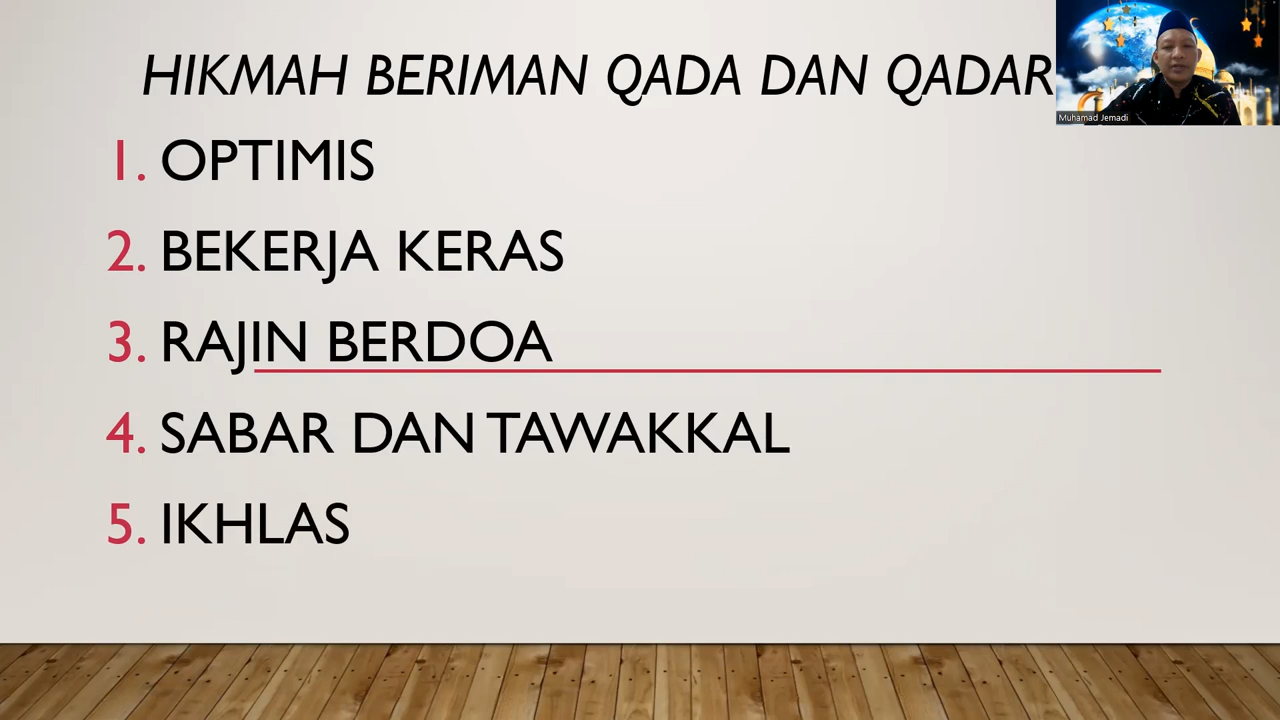 HIKMAH BERIMAN QADA DAN QADAR
1. OPTIMIS
2. BEKERJA KERAS
3. RAJIN BERDOA
4. SABAR DAN TAWAKKAL
5. IKHLAS
Muhamad Jemadi